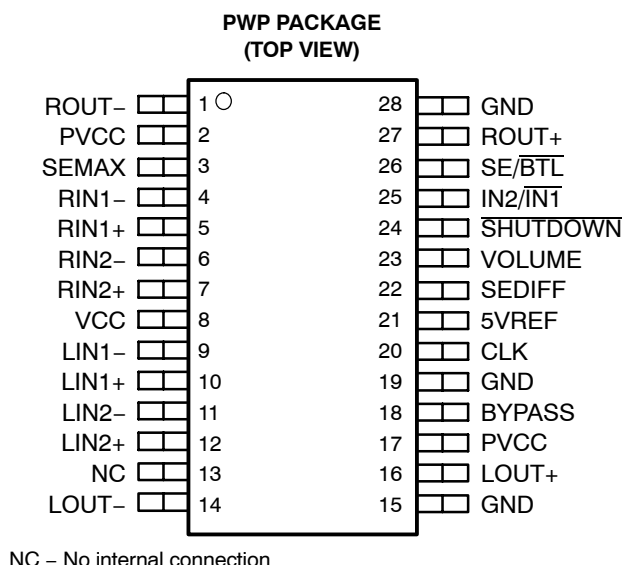 PWP PACKAGE
(TOP VIEW)
ROUT− 1 28 GND
PVCC 2 27 ROUT+
SEMAX 3 26 SE/B̅T̅L̅
RIN1− 4 25 IN2/I̅N̅1̅
RIN1+ 5 24 S̅H̅U̅T̅D̅O̅W̅N̅
RIN2− 6 23 VOLUME
RIN2+ 7 22 SEDIFF
VCC 8 21 5VREF
LIN1− 9 20 CLK
LIN1+ 10 19 GND
LIN2− 11 18 BYPASS
LIN2+ 12 17 PVCC
NC 13 16 LOUT+
LOUT− 14 15 GND
NC − No internal connection